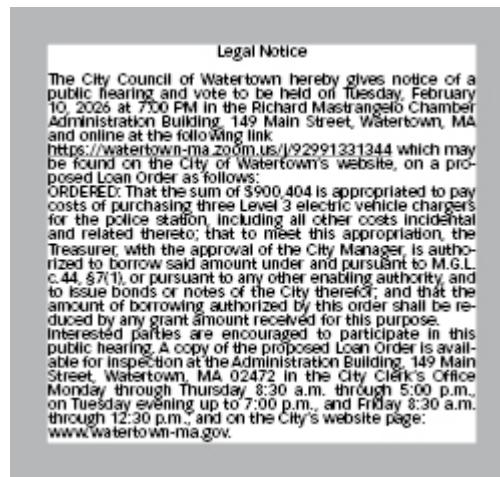 Legal Notice
The City Council of Watertown hereby gives notice of a
public hearing and vote to be held on Tuesday, February
10, 2026 at 7:00 PM in the Richard Mastrangelo Chamber
Administration Building, 149 Main Street, Watertown, MA
and online at the following link
https://watertown-ma.zoom.us/j/92991331344 which may
be found on the City of Watertown's website, on a pro-
posed Loan Order as follows:
ORDERED: That the sum of $900,404 is appropriated to pay
costs of purchasing three Level 3 electric vehicle chargers
for the police station, including all other costs incidental
and related thereto; that to meet this appropriation, the
Treasurer, with the approval of the City Manager, is autho-
rized to borrow said amount under and pursuant to M.G.L.
c.44, §7(1), or pursuant to any other enabling authority, and
to issue bonds or notes of the City therefor; and that the
amount of borrowing authorized by this order shall be re-
duced by any grant amount received for this purpose.
Interested parties are encouraged to participate in this
public hearing. A copy of the proposed Loan Order is avail-
able for inspection at the Administration Building, 149 Main
Street, Watertown, MA 02472 in the City Clerk's Office
Monday through Thursday 8:30 a.m. through 5:00 p.m.,
on Tuesday evening up to 7:00 p.m., and Friday 8:30 a.m.
through 12:30 p.m., and on the City's website page:
www.watertown-ma.gov.